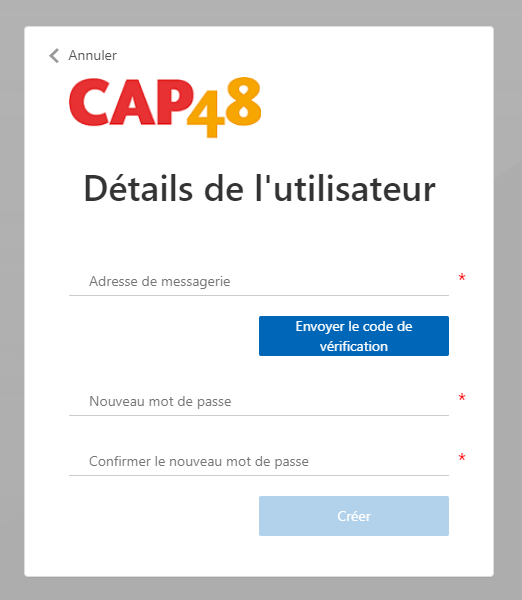 Annuler
CAP48
Détails de l'utilisateur
Adresse de messagerie *
Envoyer le code de
vérification
Nouveau mot de passe *
Confirmer le nouveau mot de passe *
Créer